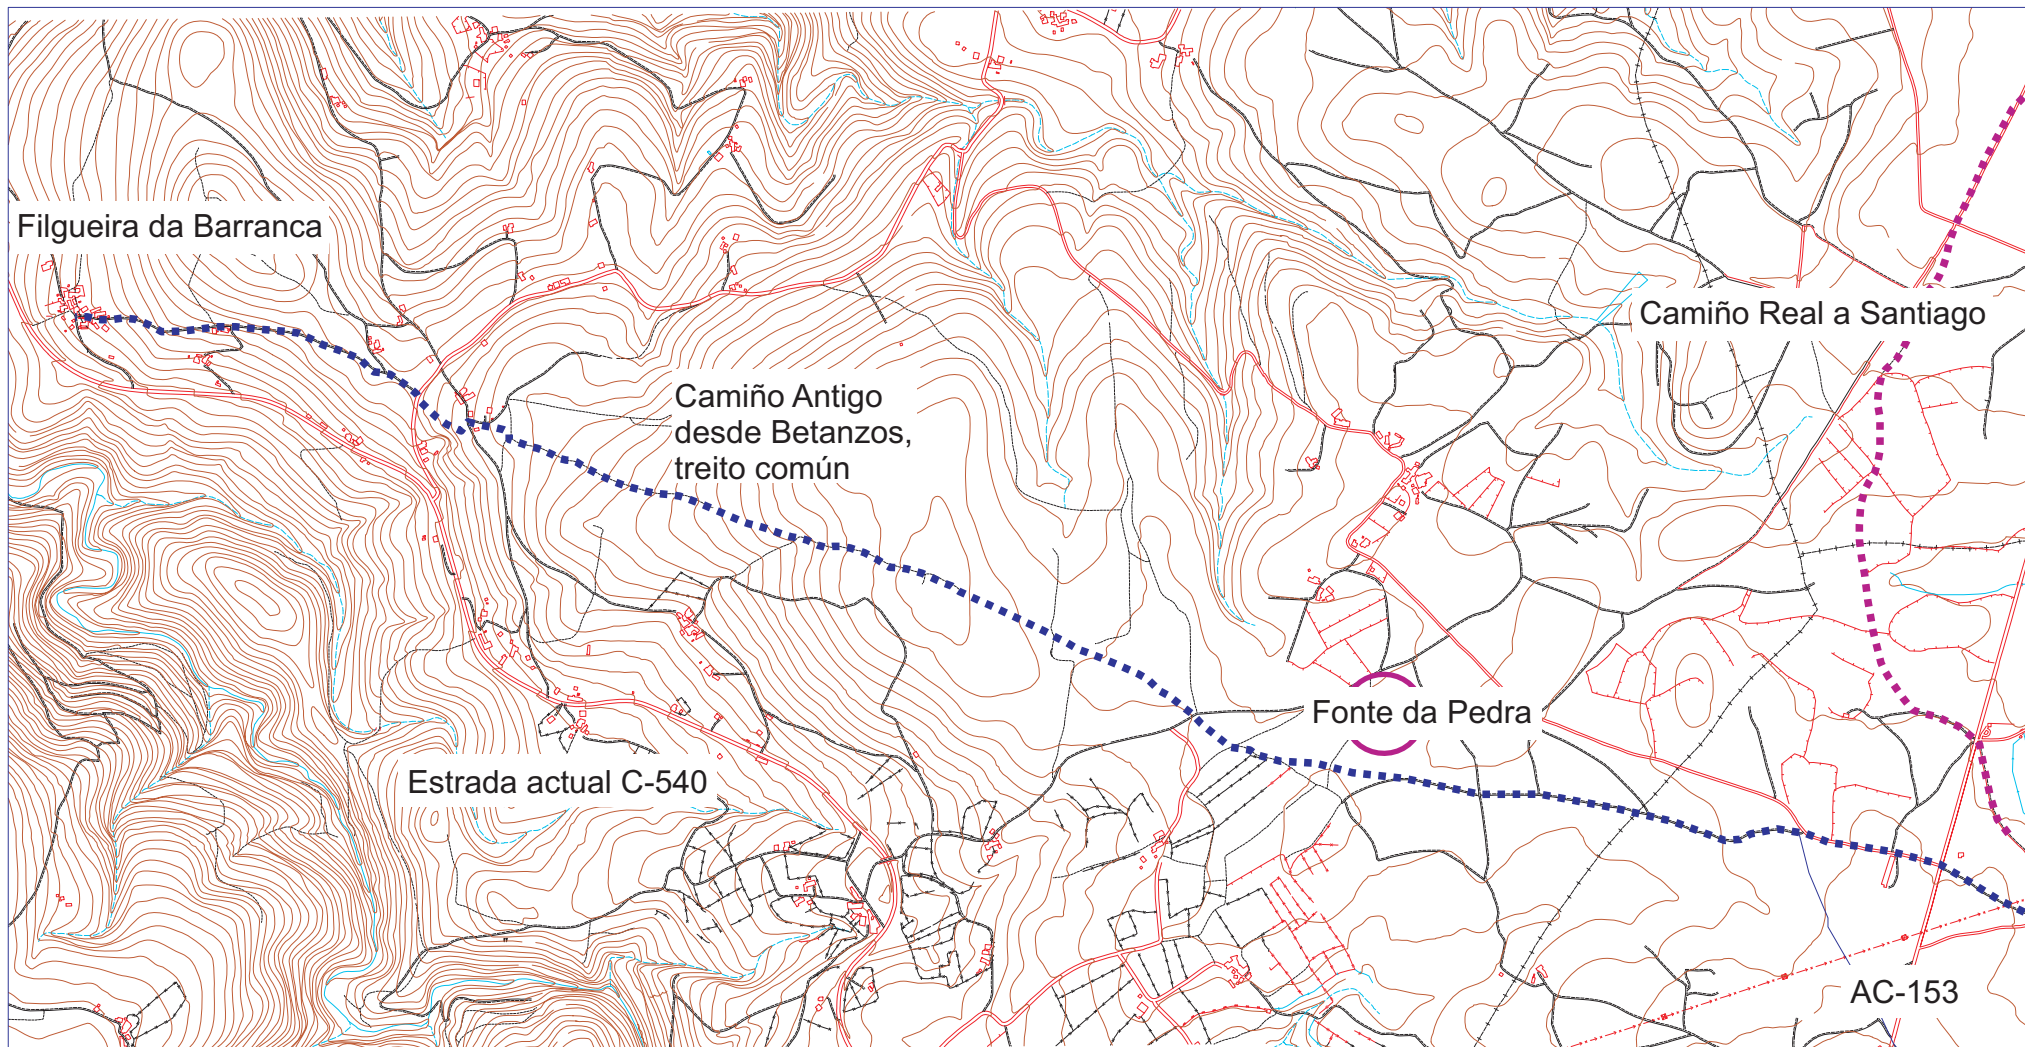 Filgueira da Barranca
Camiño Real a Santiago
Camiño Antigo
desde Betanzos,
treito común
Fonte da Pedra
Estrada actual C-540
AC-153